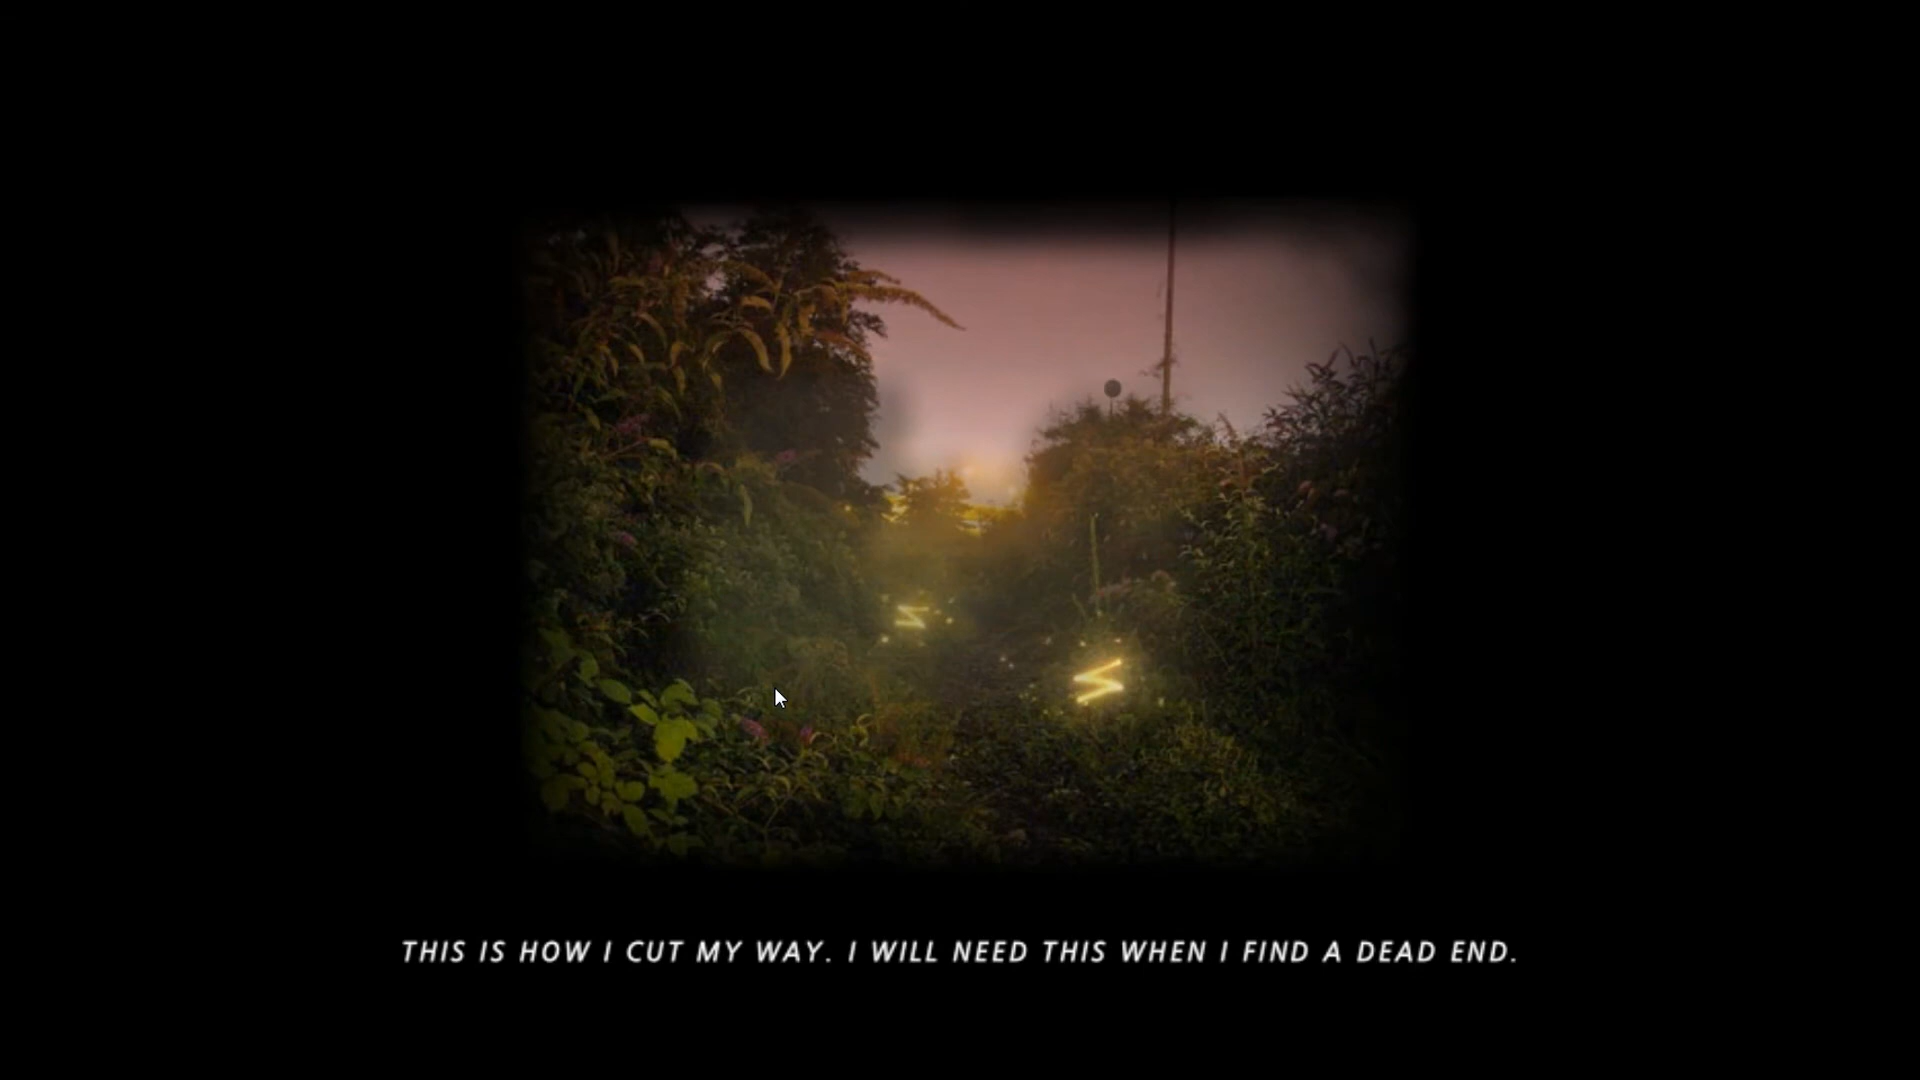 THIS IS HOW I CUT MY WAY. I WILL NEED THIS WHEN I FIND A DEAD END.